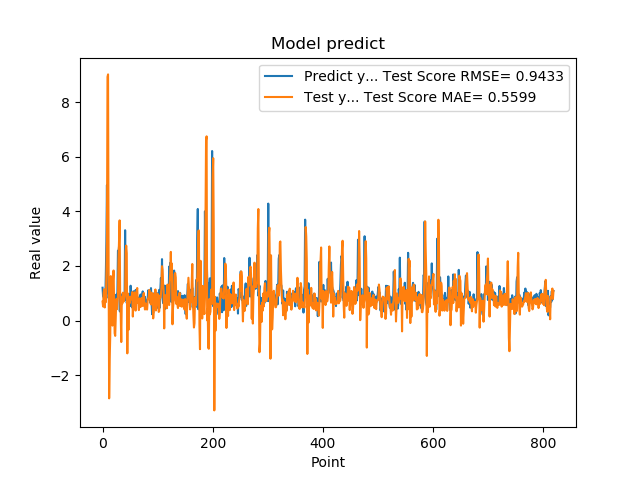 Model predict
Predict y... Test Score RMSE= 0.9433
Test y... Test Score MAE= 0.5599
Real value
8
6
4
2
0
−2
0 200 400 600 800
Point